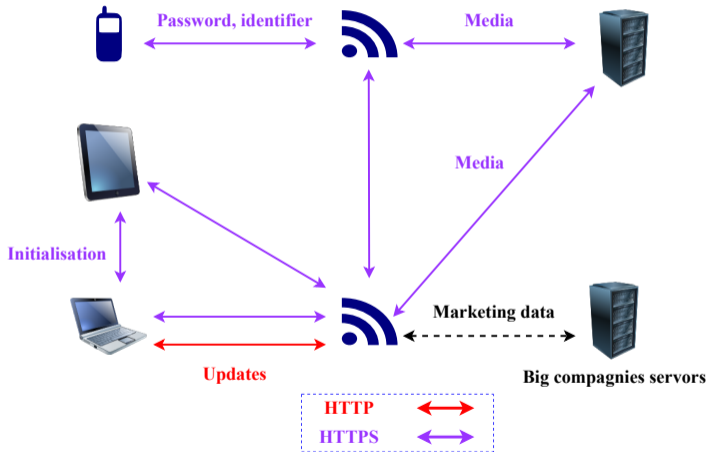 Password, identifier
Media
Media
Initialisation
Marketing data
Updates
Big compagnies servors
HTTP
HTTPS